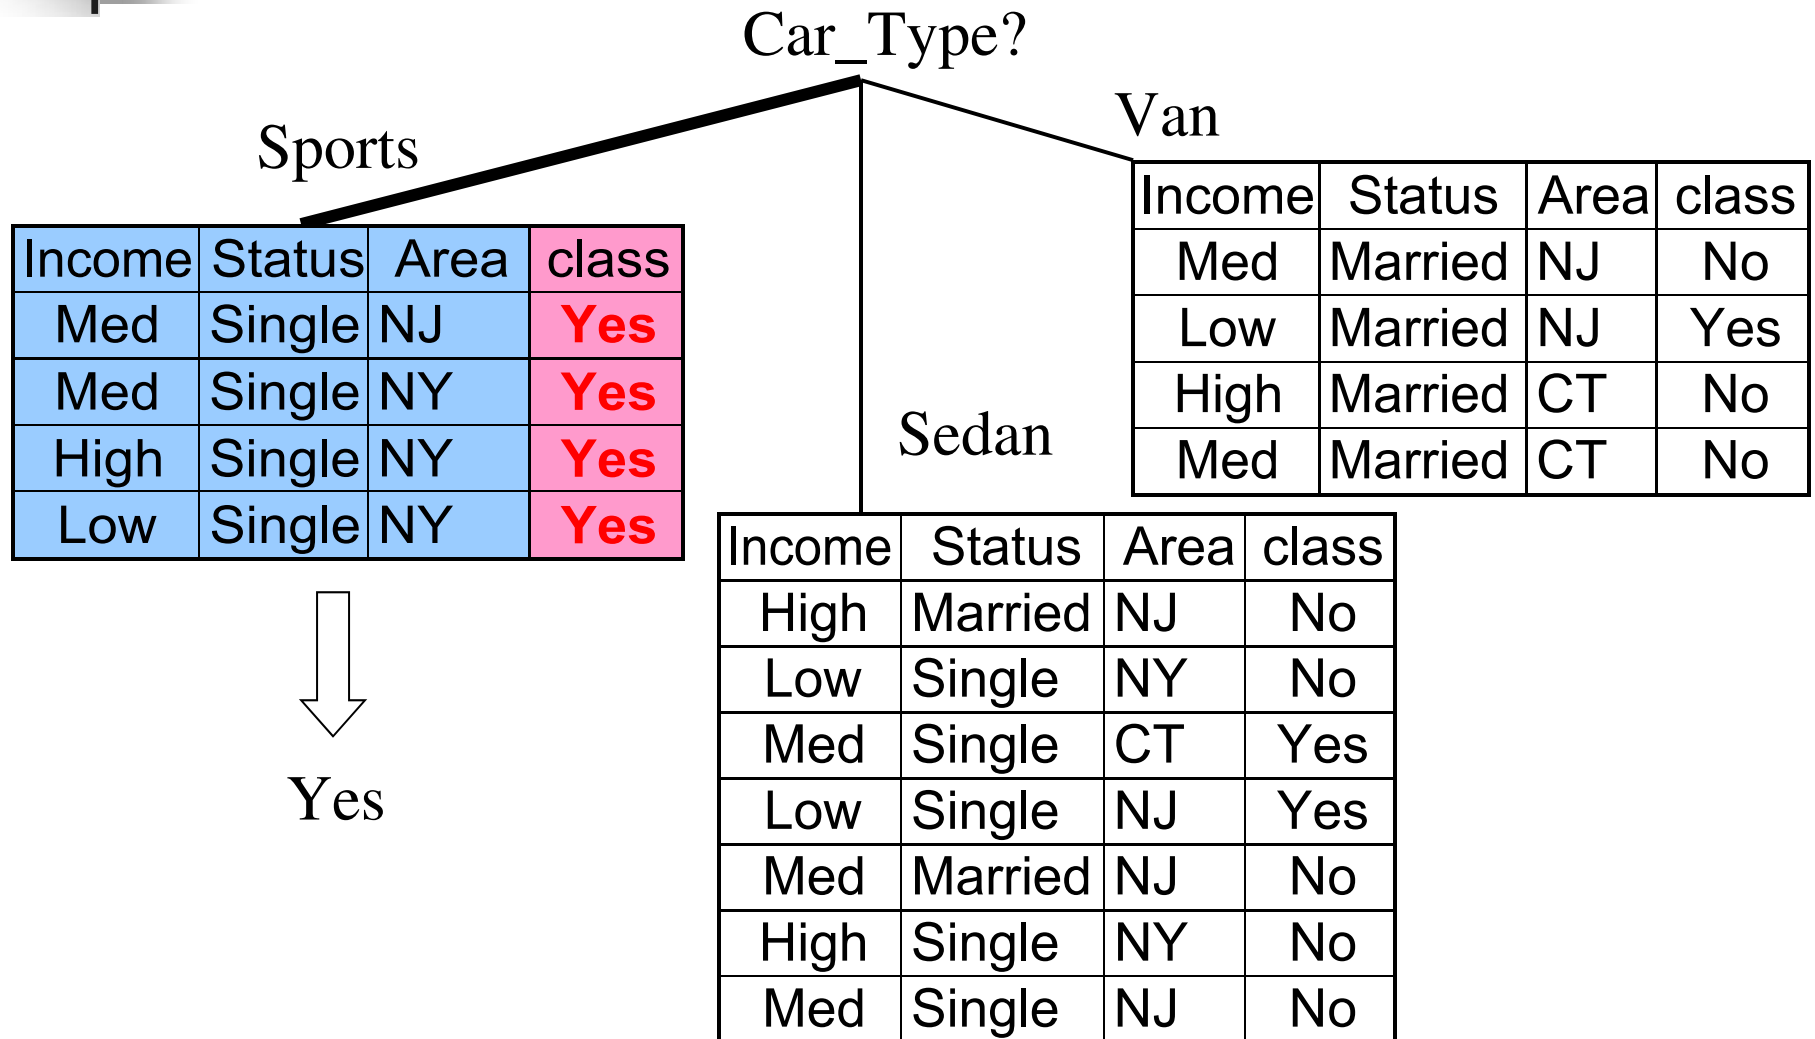 Car_Type?
Sports
Income Status Area class
Med Single NJ Yes
Med Single NY Yes
High Single NY Yes
Low Single NY Yes
Yes
Sedan
Income Status Area class
High Married NJ No
Low Single NY No
Med Single CT Yes
Low Single NJ Yes
Med Married NJ No
High Single NY No
Med Single NJ No
Van
Income Status Area class
Med Married NJ No
Low Married NJ Yes
High Married CT No
Med Married CT No